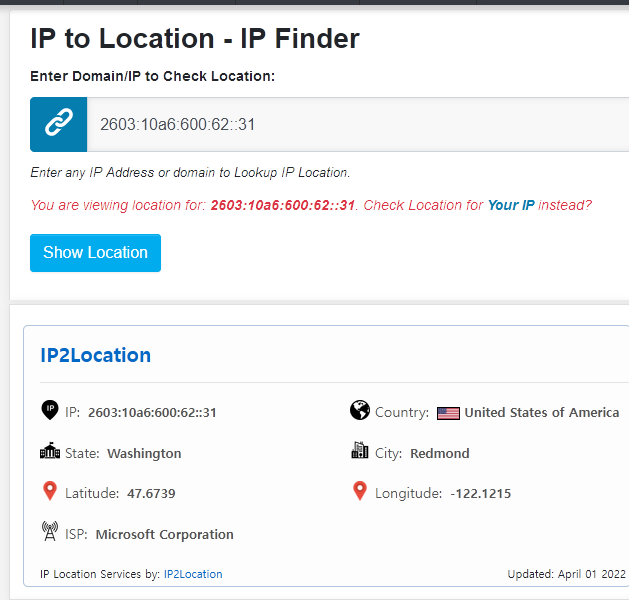 IP to Location - IP Finder
Enter Domain/IP to Check Location:
2603:10a6:600:62::31
Enter any IP Address or domain to Lookup IP Location.
You are viewing location for: 2603:10a6:600:62::31. Check Location for Your IP instead?
Show Location
IP2Location
IP: 2603:10a6:600:62::31
Country: United States of America
State: Washington
City: Redmond
Latitude: 47.6739
Longitude: -122.1215
ISP: Microsoft Corporation
IP Location Services by: IP2Location
Updated: April 01 2022